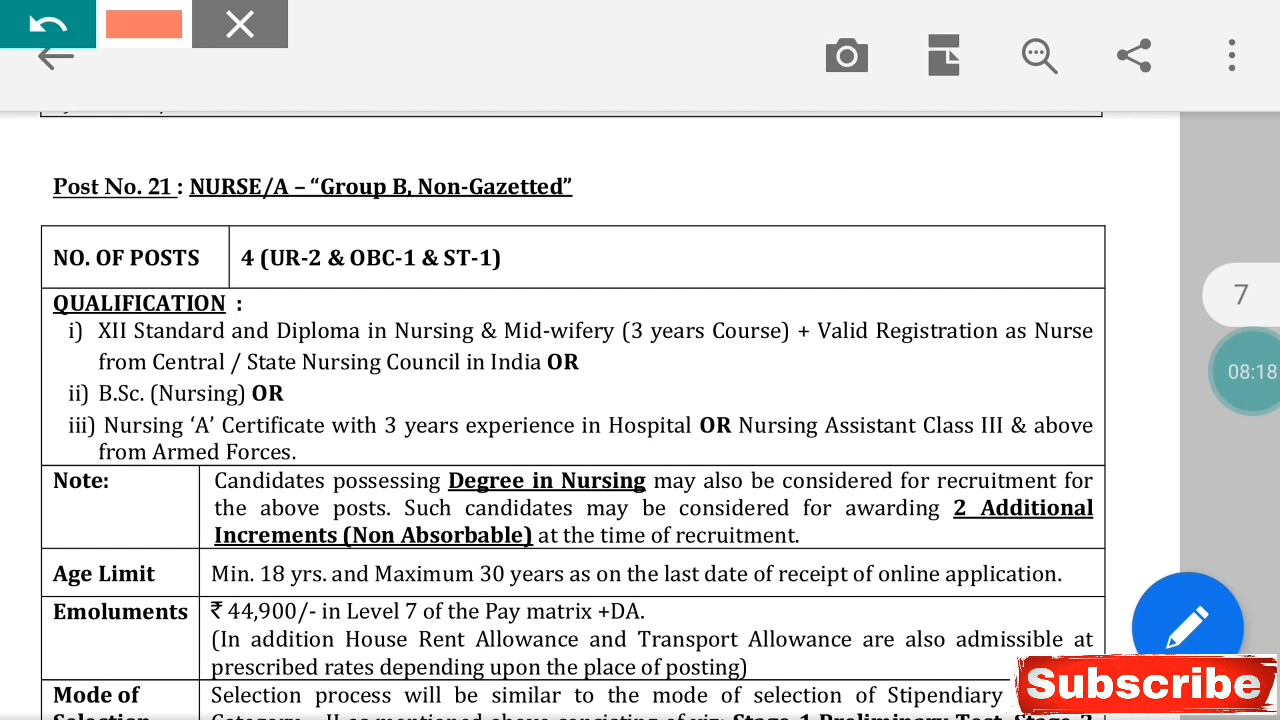 Post No. 21 : NURSE/A – “Group B, Non-Gazetted”
NO. OF POSTS 4 (UR-2 & OBC-1 & ST-1)
QUALIFICATION :
i) XII Standard and Diploma in Nursing & Mid-wifery (3 years Course) + Valid Registration as Nurse
from Central / State Nursing Council in India OR
ii) B.Sc. (Nursing) OR
iii) Nursing ‘A’ Certificate with 3 years experience in Hospital OR Nursing Assistant Class III & above
from Armed Forces.
Note: Candidates possessing Degree in Nursing may also be considered for recruitment for
the above posts. Such candidates may be considered for awarding 2 Additional
Increments (Non Absorbable) at the time of recruitment.
Age Limit Min. 18 yrs. and Maximum 30 years as on the last date of receipt of online application.
Emoluments ₹ 44,900/- in Level 7 of the Pay matrix +DA.
(In addition House Rent Allowance and Transport Allowance are also admissible at
prescribed rates depending upon the place of posting)
Mode of Selection process will be similar to the mode of selection of Stipendiary
7
08:18
Subscribe